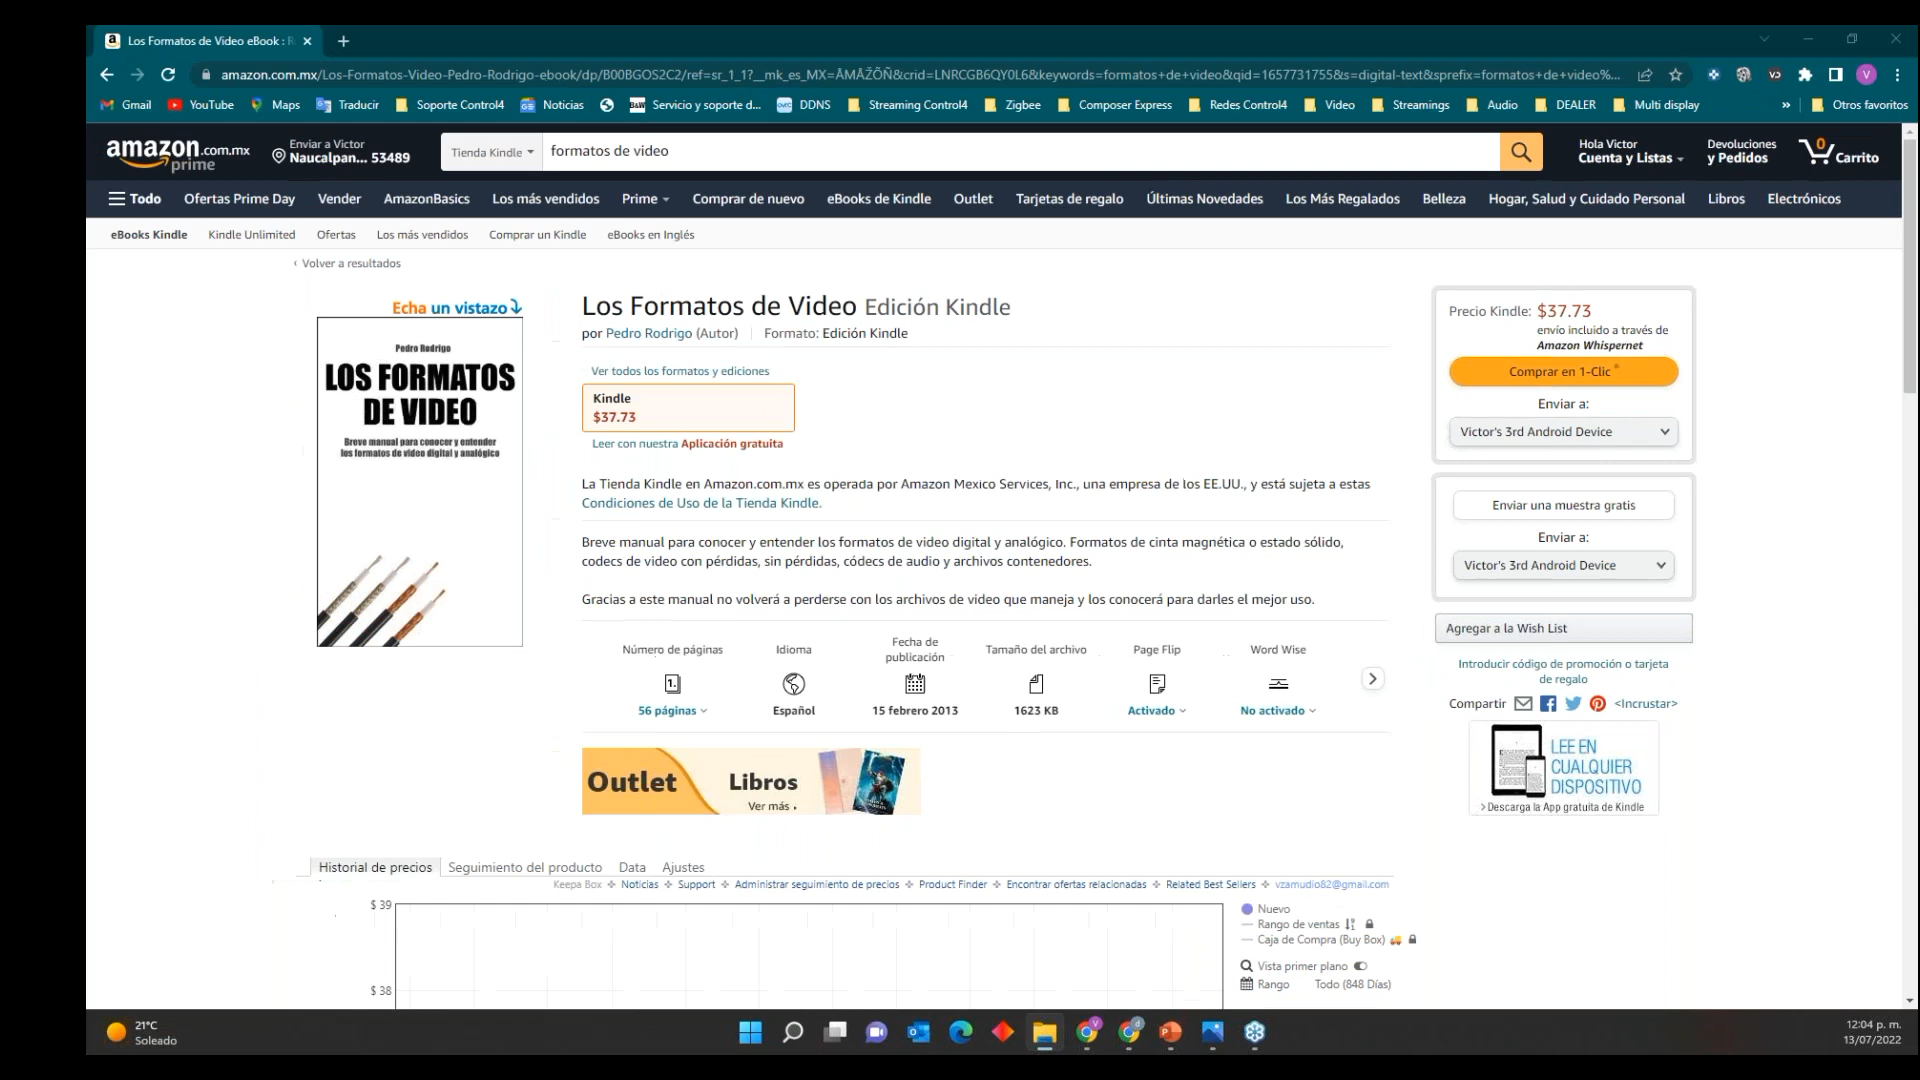 Los Formatos de Video eBook : R
amazon.com.mx/Los-Formatos-Video-Pedro-Rodrigo-ebook/dp/B00BGOS2C2/ref=sr_1_1?__mk_es_MX=ÅMÅŽÕÑ&crid=LNRCGB6QY0L6&keywords=formatos+de+video&qid=1657731755&s=digital-text&sprefix=formatos+de+video%...
V
Gmail YouTube Maps Traducir Soporte Control4 Noticias Servicio y soporte d... DDNS Streaming Control4 Zigbee Composer Express Redes Control4 Video Streamings Audio DEALER Multi display » Otros favoritos
amazon.com.mx
prime
Enviar a Victor
Naucalpan... 53489
Tienda Kindle
formatos de video
Hola Victor
Cuenta y Listas
Devoluciones
y Pedidos
0
Carrito
Todo Ofertas Prime Day Vender AmazonBasics Los más vendidos Prime Comprar de nuevo eBooks de Kindle Outlet Tarjetas de regalo Últimas Novedades Los Más Regalados Belleza Hogar, Salud y Cuidado Personal Libros Electrónicos
eBooks Kindle Kindle Unlimited Ofertas Los más vendidos Comprar un Kindle eBooks en Inglés
‹ Volver a resultados
Echa un vistazo
Pedro Rodrigo
LOS FORMATOS
DE VIDEO
Breve manual para conocer y entender
los formatos de video digital y analógico
Los Formatos de Video Edición Kindle
por Pedro Rodrigo (Autor) Formato: Edición Kindle
Ver todos los formatos y ediciones
Kindle
$37.73
Leer con nuestra Aplicación gratuita
La Tienda Kindle en Amazon.com.mx es operada por Amazon Mexico Services, Inc., una empresa de los EE.UU., y está sujeta a estas
Condiciones de Uso de la Tienda Kindle.
Breve manual para conocer y entender los formatos de video digital y analógico. Formatos de cinta magnética o estado sólido,
codecs de video con pérdidas, sin pérdidas, códecs de audio y archivos contenedores.
Gracias a este manual no volverá a perderse con los archivos de video que maneja y los conocerá para darles el mejor uso.
Número de páginas
56 páginas
Idioma
Español
Fecha de
publicación
15 febrero 2013
Tamaño del archivo
1623 KB
Page Flip
Activado
Word Wise
No activado
Outlet
Libros
Ver más
Precio Kindle: $37.73
envío incluido a través de
Amazon Whispernet
Comprar en 1-Clic
Enviar a:
Victor's 3rd Android Device
Enviar una muestra gratis
Enviar a:
Victor's 3rd Android Device
Agregar a la Wish List
Introducir código de promoción o tarjeta
de regalo
Compartir <Incrustar>
LEE EN
CUALQUIER
DISPOSITIVO
> Descarga la App gratuita de Kindle
Historial de precios Seguimiento del producto Data Ajustes
Keepa Box Noticias Support Administrar seguimiento de precios Product Finder Encontrar ofertas relacionadas Related Best Sellers vzamudio82@gmail.com
$ 39
$ 38
Nuevo
Rango de ventas
Caja de Compra (Buy Box)
Vista primer plano
Rango Todo (848 Días)
21°C
Soleado
12:04 p. m.
13/07/2022